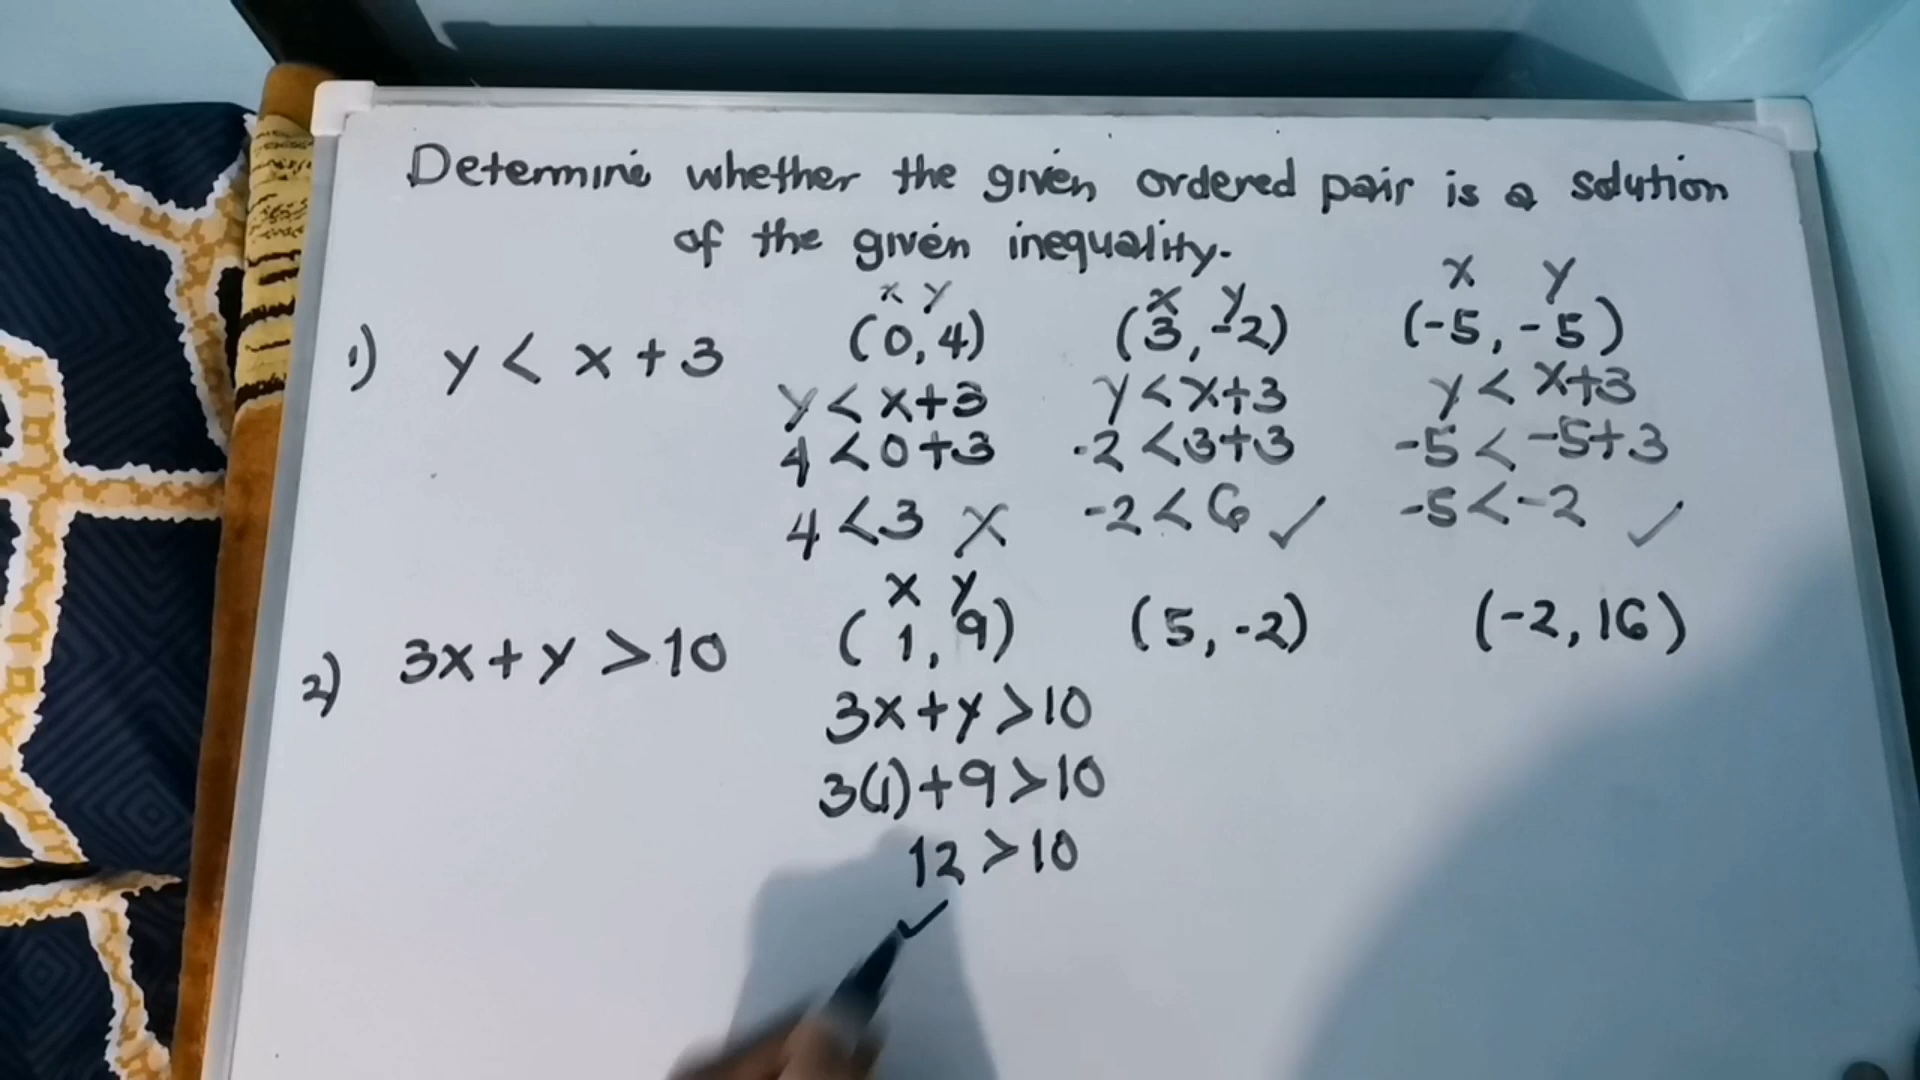 Determine whether the given ordered pair is a solution
of the given inequality.
1) y < x + 3
x y
(0, 4)
y < x+3
4 < 0+3
4 < 3 X
x y
(3, -2)
y < x+3
-2 < 3+3
-2 < 6 ✓
x y
(-5, -5)
y < x+3
-5 < -5+3
-5 < -2 ✓
2) 3x + y > 10
x y
(1, 9)
3x + y > 10
3(1) + 9 > 10
12 > 10
✓
(5, -2)
(-2, 16)